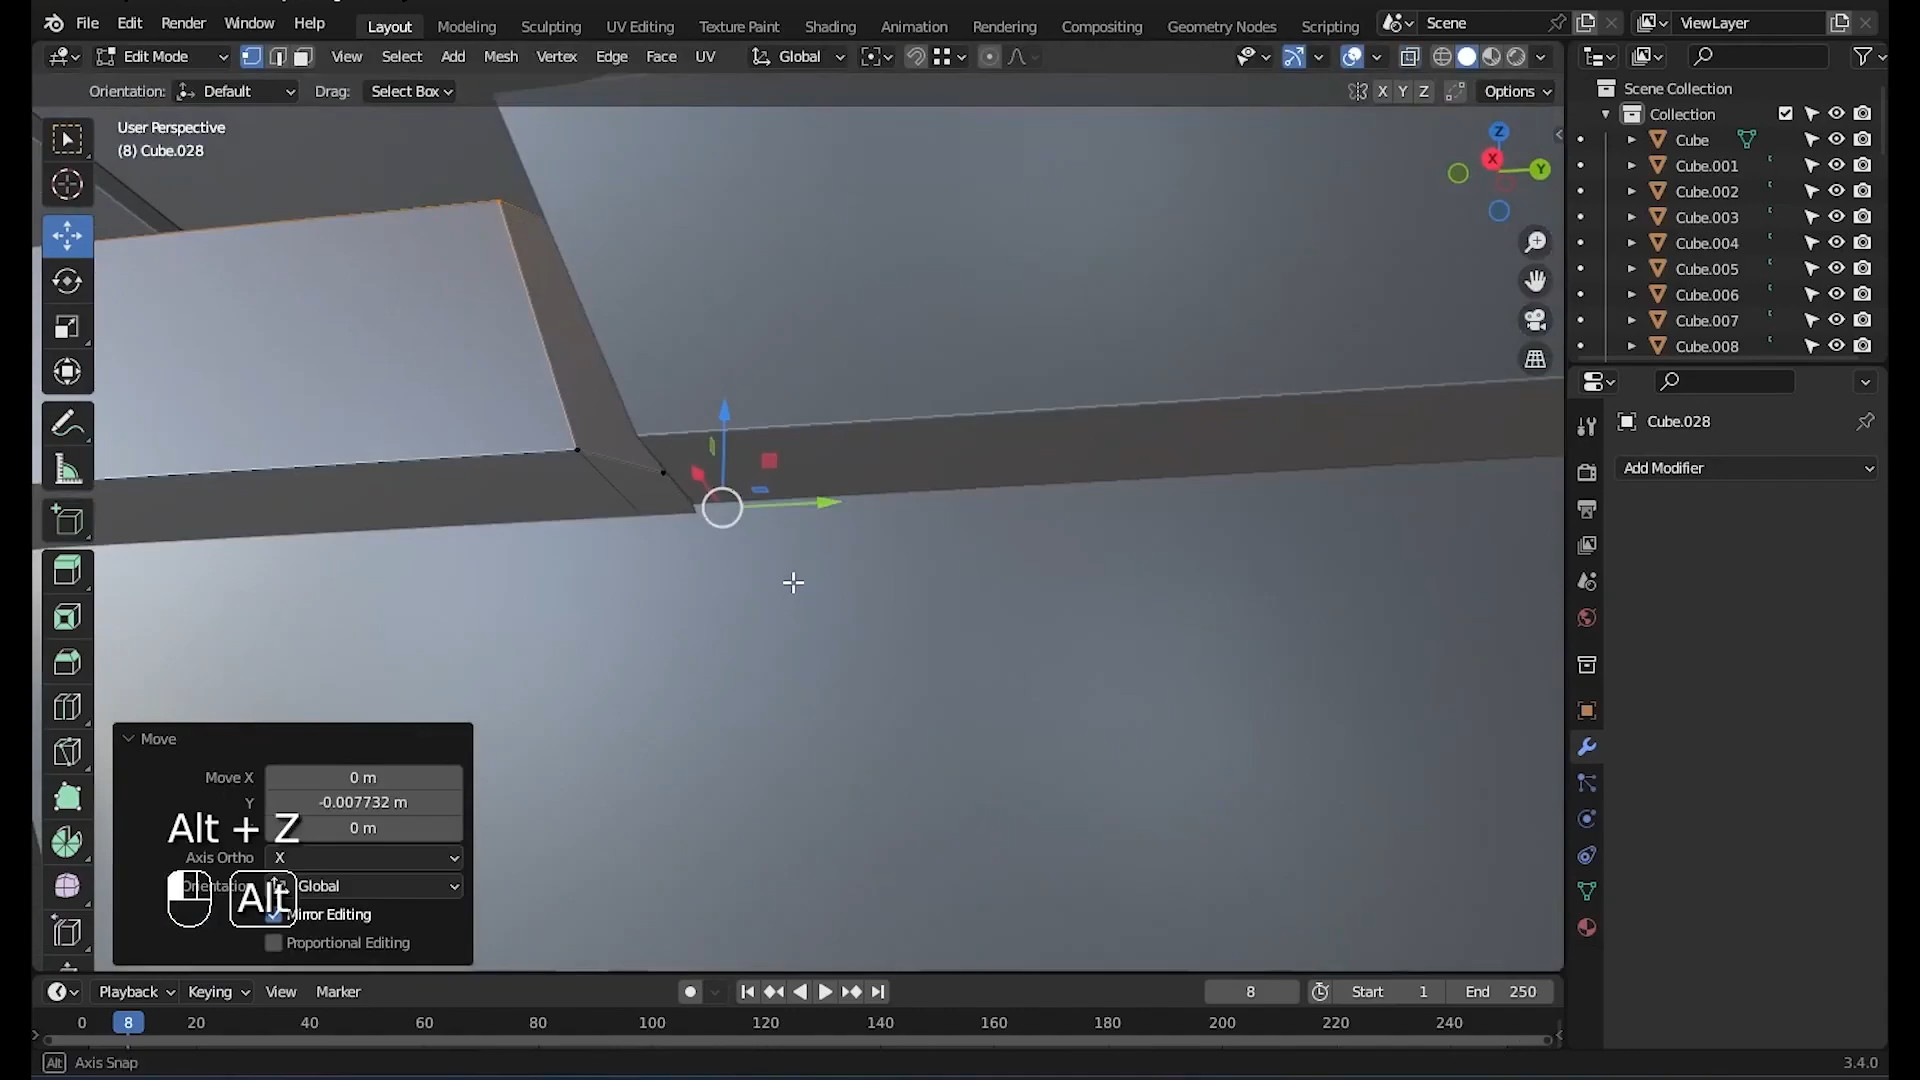 File Edit Render Window Help Layout Modeling Sculpting UV Editing Texture Paint Shading Animation Rendering Compositing Geometry Nodes Scripting Scene ViewLayer
Edit Mode View Select Add Mesh Vertex Edge Face UV Global
Orientation: Default Drag: Select Box X Y Z Options
User Perspective
(8) Cube.028
Z
X
Y
Scene Collection
Collection
Cube
Cube.001
Cube.002
Cube.003
Cube.004
Cube.005
Cube.006
Cube.007
Cube.008
Cube.028
Add Modifier
Move
Move X 0 m
Y -0.007732 m
0 m
Alt + Z
Axis Ortho X
Global
Alt
Mirror Editing
Proportional Editing
Playback Keying View Marker 8 Start 1 End 250
0 8 20 40 60 80 100 120 140 160 180 200 220 240
Alt Axis Snap 3.4.0